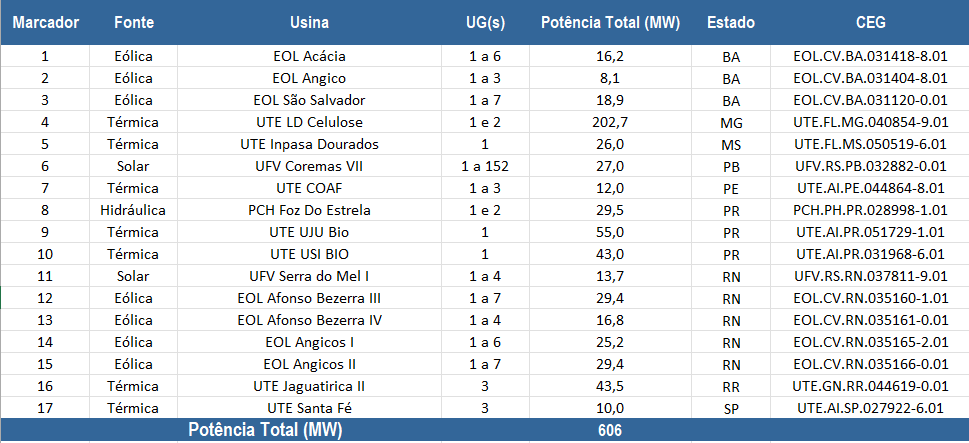 Marcador Fonte Usina UG(s) Potência Total (MW) Estado CEG
1 Eólica EOL Acácia 1 a 6 16,2 BA EOL.CV.BA.031418-8.01
2 Eólica EOL Angico 1 a 3 8,1 BA EOL.CV.BA.031404-8.01
3 Eólica EOL São Salvador 1 a 7 18,9 BA EOL.CV.BA.031120-0.01
4 Térmica UTE LD Celulose 1 e 2 202,7 MG UTE.FL.MG.040854-9.01
5 Térmica UTE Inpasa Dourados 1 26,0 MS UTE.FL.MS.050519-6.01
6 Solar UFV Coremas VII 1 a 152 27,0 PB UFV.RS.PB.032882-0.01
7 Térmica UTE COAF 1 a 3 12,0 PE UTE.AI.PE.044864-8.01
8 Hidráulica PCH Foz Do Estrela 1 e 2 29,5 PR PCH.PH.PR.028998-1.01
9 Térmica UTE UJU Bio 1 55,0 PR UTE.AI.PR.051729-1.01
10 Térmica UTE USI BIO 1 43,0 PR UTE.AI.PR.031968-6.01
11 Solar UFV Serra do Mel I 1 a 4 13,7 RN UFV.RS.RN.037811-9.01
12 Eólica EOL Afonso Bezerra III 1 a 7 29,4 RN EOL.CV.RN.035160-1.01
13 Eólica EOL Afonso Bezerra IV 1 a 4 16,8 RN EOL.CV.RN.035161-0.01
14 Eólica EOL Angicos I 1 a 6 25,2 RN EOL.CV.RN.035165-2.01
15 Eólica EOL Angicos II 1 a 7 29,4 RN EOL.CV.RN.035166-0.01
16 Térmica UTE Jaguatirica II 3 43,5 RR UTE.GN.RR.044619-0.01
17 Térmica UTE Santa Fé 3 10,0 SP UTE.AI.SP.027922-6.01
Potência Total (MW) 606